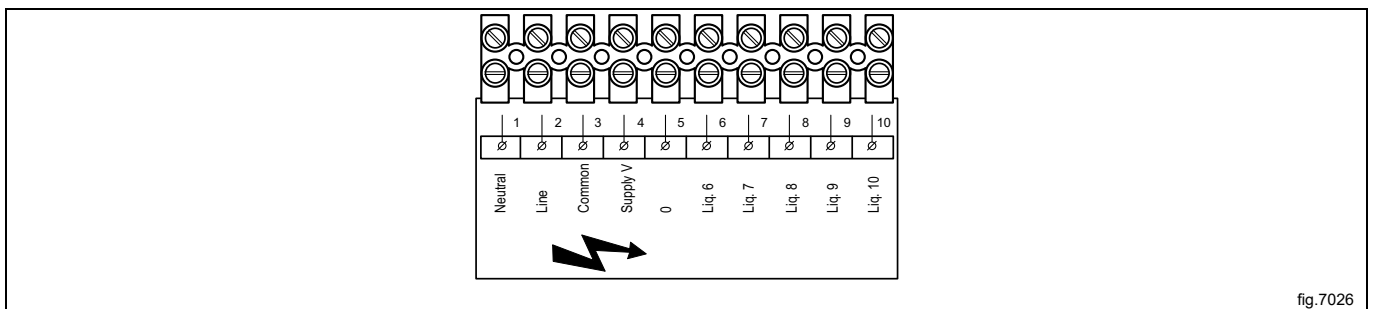 1 2 3 4 5 6 7 8 9 10
Neutral
Line
Common
Supply V
0
Liq. 6
Liq. 7
Liq. 8
Liq. 9
Liq. 10
fig.7026